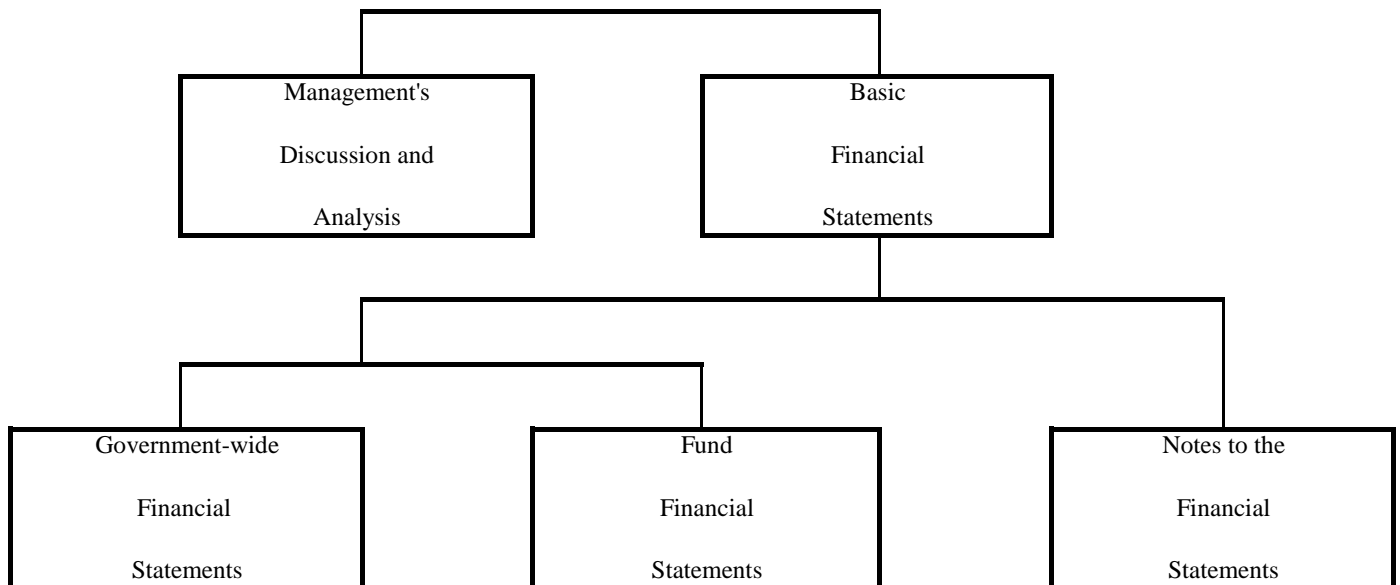 Management's
Discussion and
Analysis
Basic
Financial
Statements
Government-wide
Financial
Statements
Fund
Financial
Statements
Notes to the
Financial
Statements